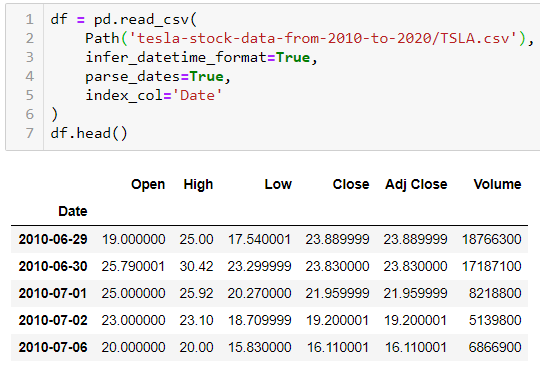 1 df = pd.read_csv(
2     Path('tesla-stock-data-from-2010-to-2020/TSLA.csv'),
3     infer_datetime_format=True,
4     parse_dates=True,
5     index_col='Date'
6 )
7 df.head()
Open High Low Close Adj Close Volume
Date
2010-06-29 19.000000 25.00 17.540001 23.889999 23.889999 18766300
2010-06-30 25.790001 30.42 23.299999 23.830000 23.830000 17187100
2010-07-01 25.000000 25.92 20.270000 21.959999 21.959999 8218800
2010-07-02 23.000000 23.10 18.709999 19.200001 19.200001 5139800
2010-07-06 20.000000 20.00 15.830000 16.110001 16.110001 6866900